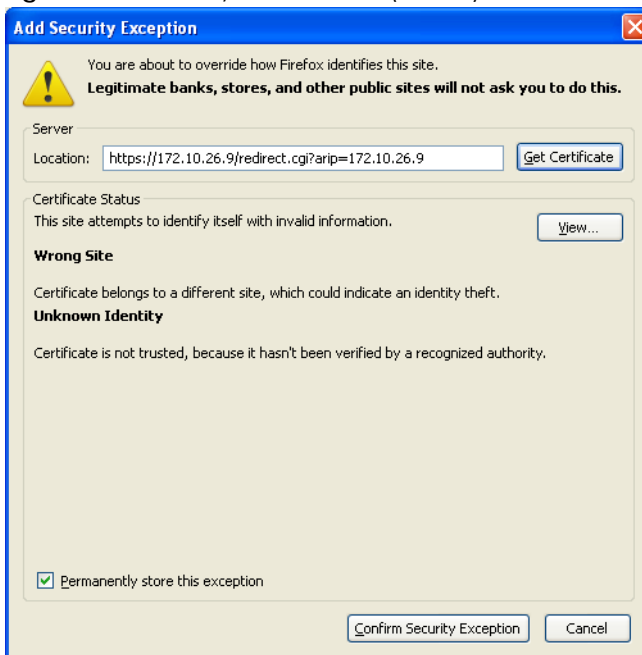 Add Security Exception
You are about to override how Firefox identifies this site.
Legitimate banks, stores, and other public sites will not ask you to do this.
Server
Location: https://172.10.26.9/redirect.cgi?arip=172.10.26.9 Get Certificate
Certificate Status
This site attempts to identify itself with invalid information. View...
Wrong Site
Certificate belongs to a different site, which could indicate an identity theft.
Unknown Identity
Certificate is not trusted, because it hasn't been verified by a recognized authority.
Permanently store this exception
Confirm Security Exception Cancel